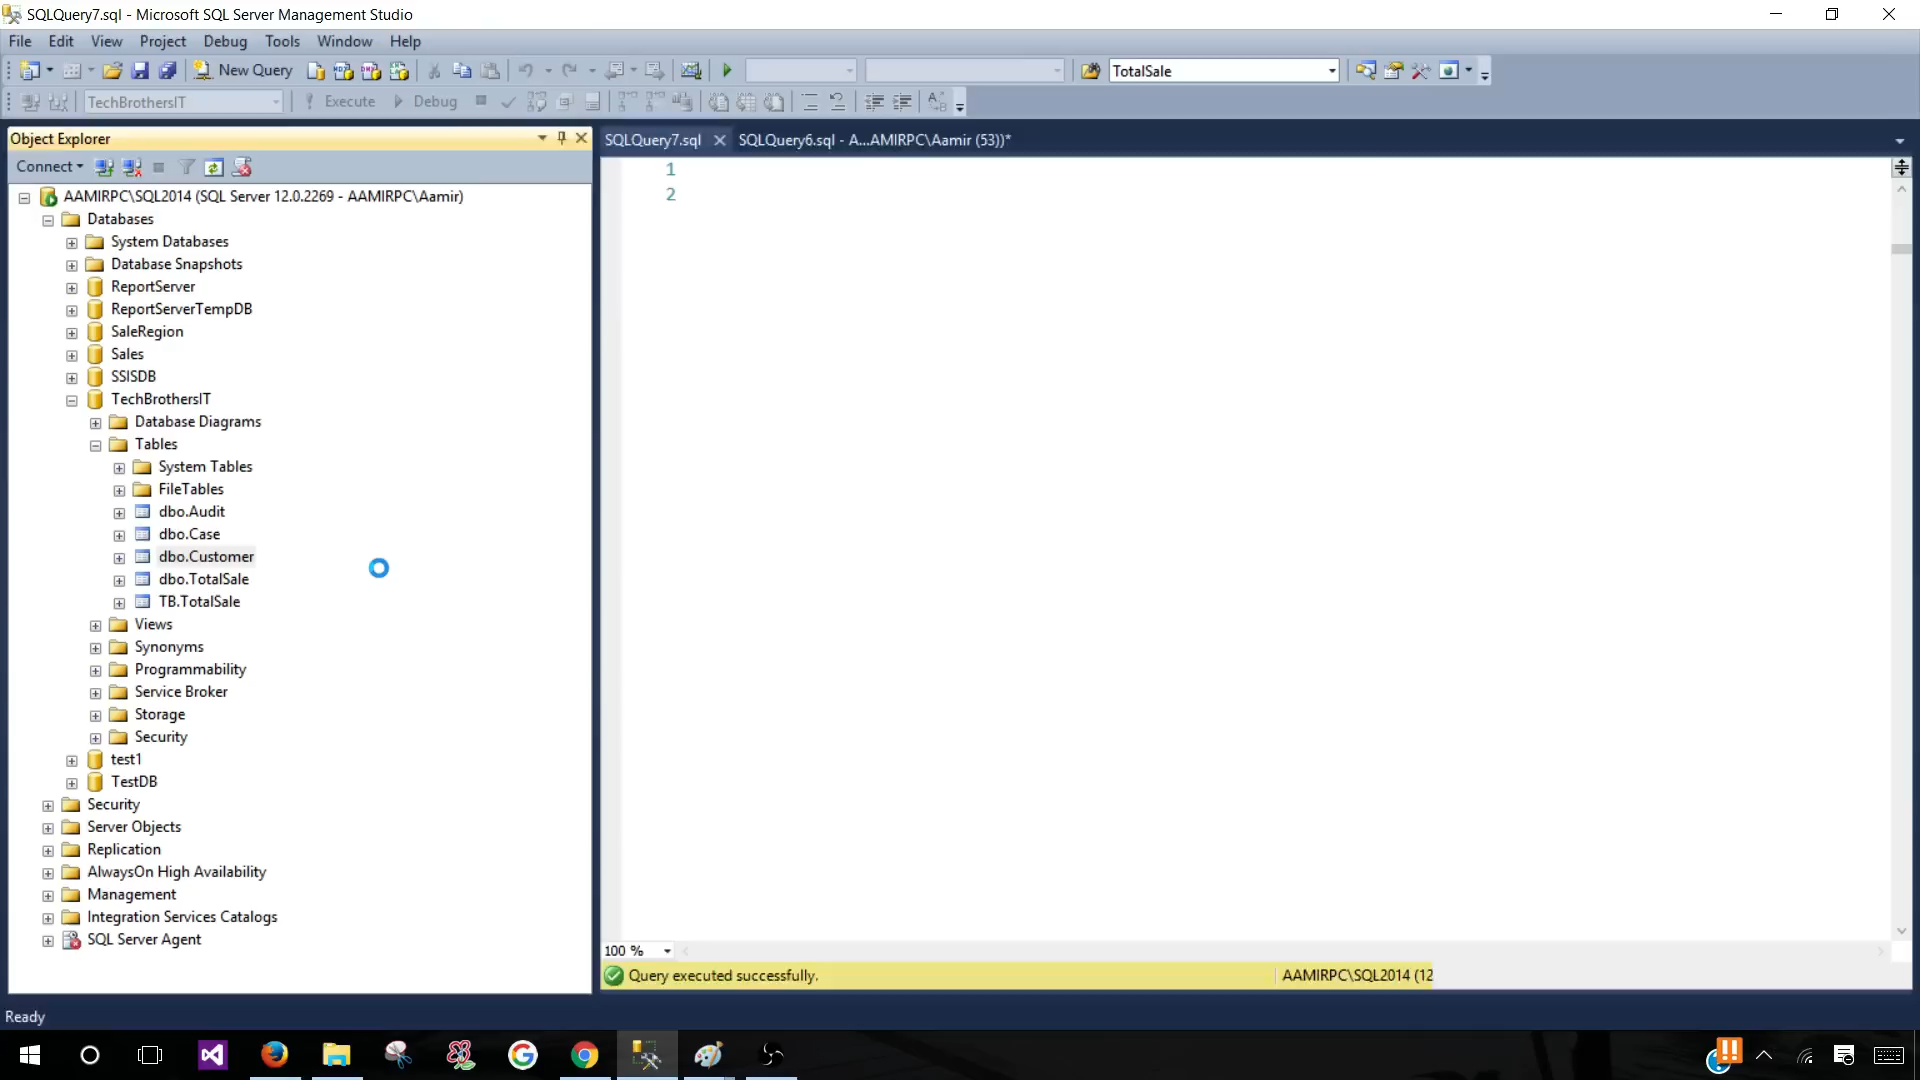 SQLQuery7.sql - Microsoft SQL Server Management Studio
File Edit View Project Debug Tools Window Help
New Query TotalSale
TechBrothersIT Execute Debug
Object Explorer
SQLQuery7.sql SQLQuery6.sql - A...AMIRPC\Aamir (53))*
Connect
1
2
AAMIRPC\SQL2014 (SQL Server 12.0.2269 - AAMIRPC\Aamir)
Databases
System Databases
Database Snapshots
ReportServer
ReportServerTempDB
SaleRegion
Sales
SSISDB
TechBrothersIT
Database Diagrams
Tables
System Tables
FileTables
dbo.Audit
dbo.Case
dbo.Customer
dbo.TotalSale
TB.TotalSale
Views
Synonyms
Programmability
Service Broker
Storage
Security
test1
TestDB
Security
Server Objects
Replication
AlwaysOn High Availability
Management
Integration Services Catalogs
SQL Server Agent
100 %
Query executed successfully. AAMIRPC\SQL2014 (12
Ready